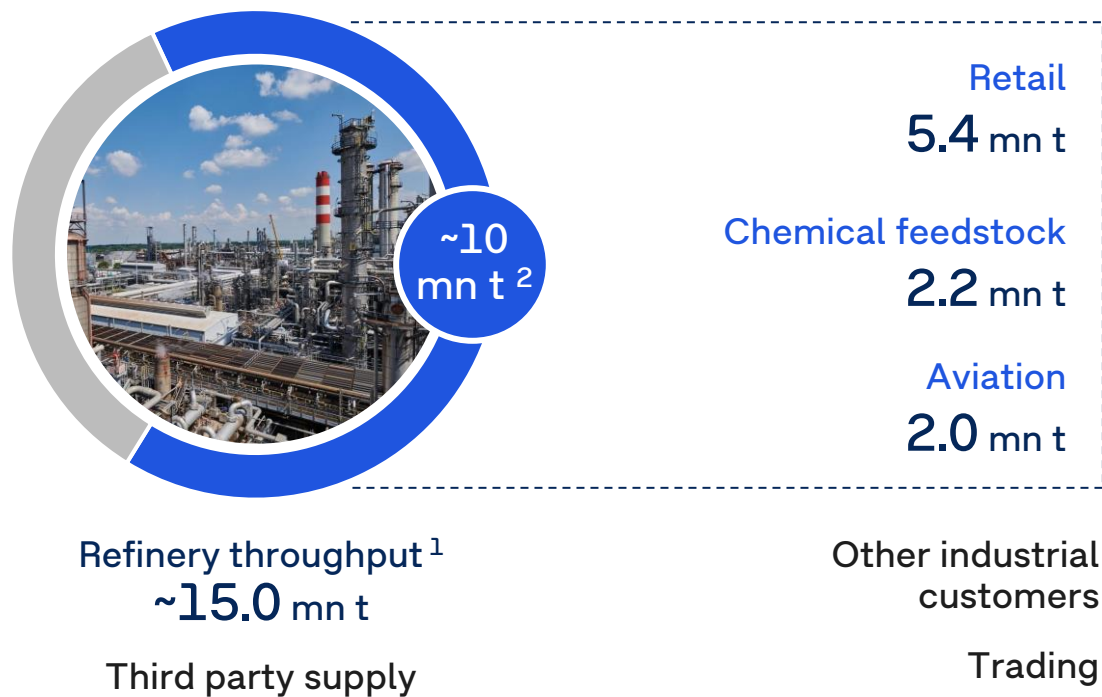 ~10
mn t 2
Retail
5.4 mn t
Chemical feedstock
2.2 mn t
Aviation
2.0 mn t
Refinery throughput 1
~15.0 mn t
Third party supply
Other industrial
customers
Trading